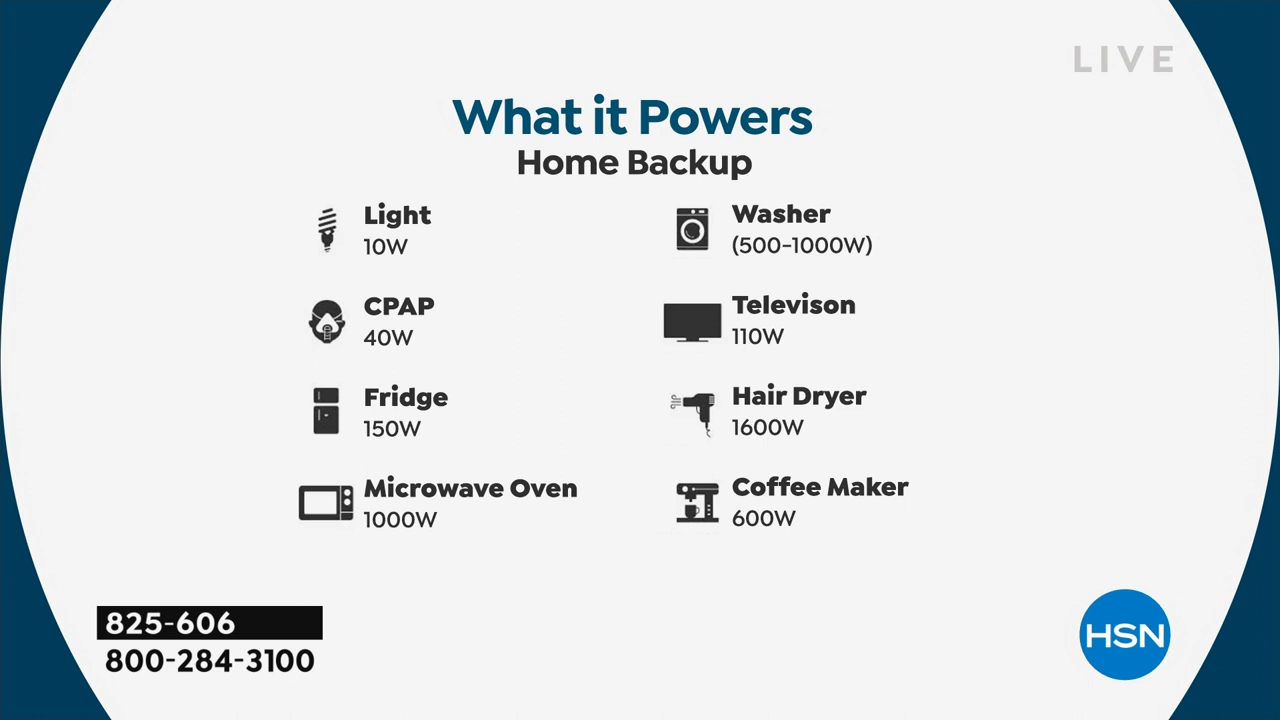 LIVE
What it Powers
Home Backup
Light
10W
CPAP
40W
Fridge
150W
Microwave Oven
1000W
Washer
(500-1000W)
Televison
110W
Hair Dryer
1600W
Coffee Maker
600W
825-606
800-284-3100
HSN